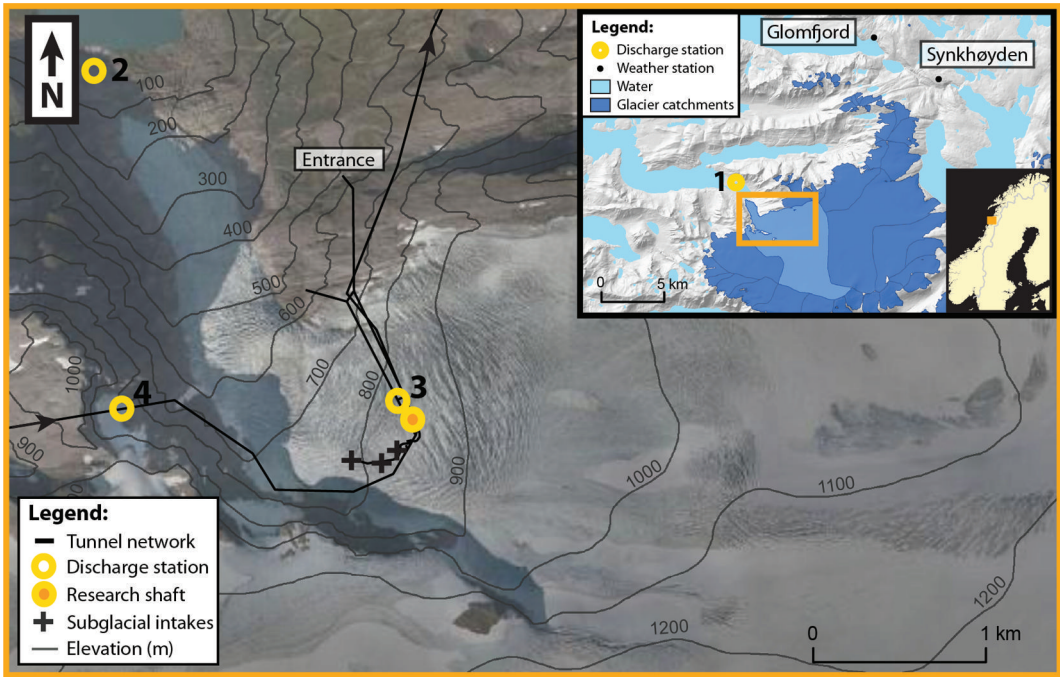 N
2
100
200
300
400
500
600
700
800
900
1000
1100
1200
1200
1000
900
Entrance
3
4
Legend:
Tunnel network
Discharge station
Research shaft
Subglacial intakes
Elevation (m)
0 1 km
Legend:
Discharge station
Weather station
Water
Glacier catchments
Glomfjord
Synkhøyden
1
0 5 km